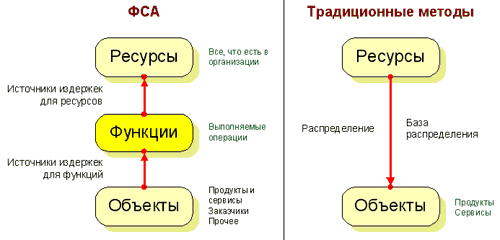 ФСА
Ресурсы
Все, что есть в
организации
Источники издержек
для ресурсов
Функции
Выполняемые
операции
Источники издержек
для функций
Объекты
Продукты и
сервисы
Заказчики
Прочее
Традиционные методы
Ресурсы
Распределение
База
распределения
Объекты
Продукты
Сервисы